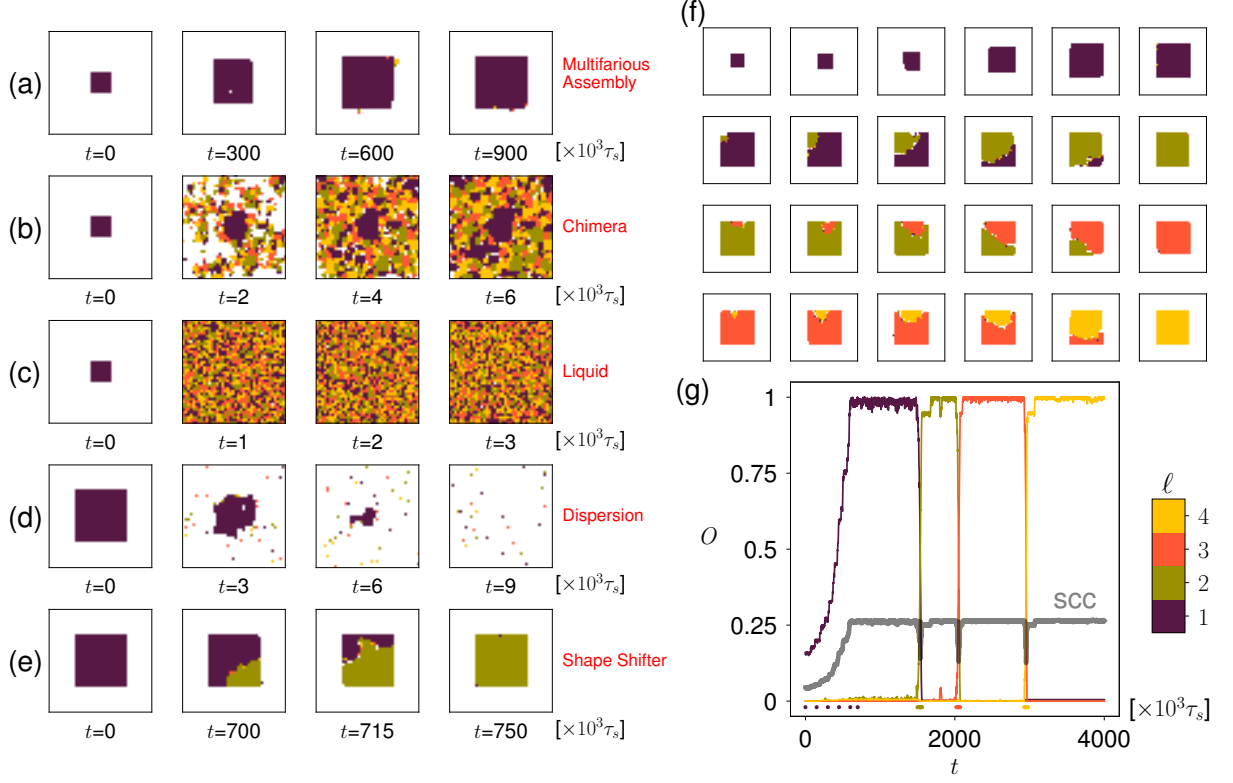 (a)
Multifarious
Assembly
t=0 t=300 t=600 t=900 [×10³τₛ]
(b)
Chimera
t=0 t=2 t=4 t=6 [×10³τₛ]
(c)
Liquid
t=0 t=1 t=2 t=3 [×10³τₛ]
(d)
Dispersion
t=0 t=3 t=6 t=9 [×10³τₛ]
(e)
Shape Shifter
t=0 t=700 t=715 t=750 [×10³τₛ]
(f)
(g)
1
0.75
O
0.5
0.25
0
SCC
0 2000 4000 [×10³τₛ]
t
ℓ
4
3
2
1